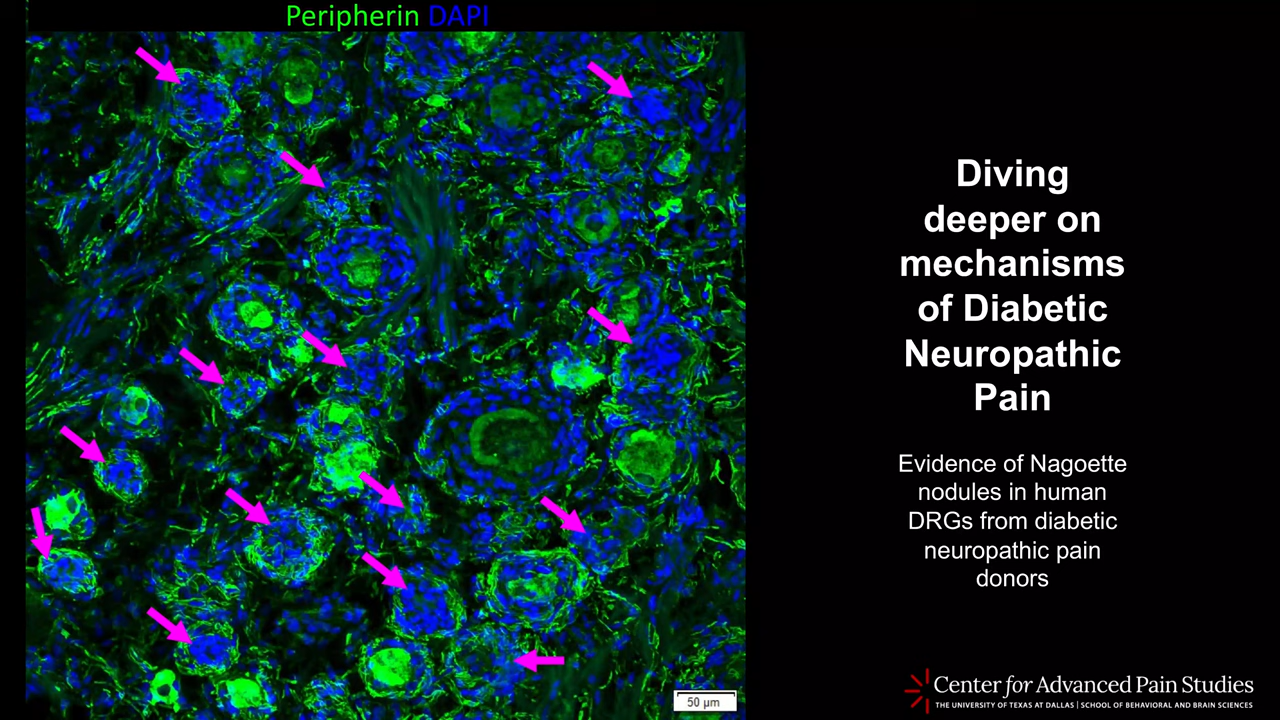 Peripherin DAPI
Diving
deeper on
mechanisms
of Diabetic
Neuropathic
Pain
Evidence of Nagoette
nodules in human
DRGs from diabetic
neuropathic pain
donors
50 μm
Center for Advanced Pain Studies
THE UNIVERSITY OF TEXAS AT DALLAS | SCHOOL OF BEHAVIORAL AND BRAIN SCIENCES